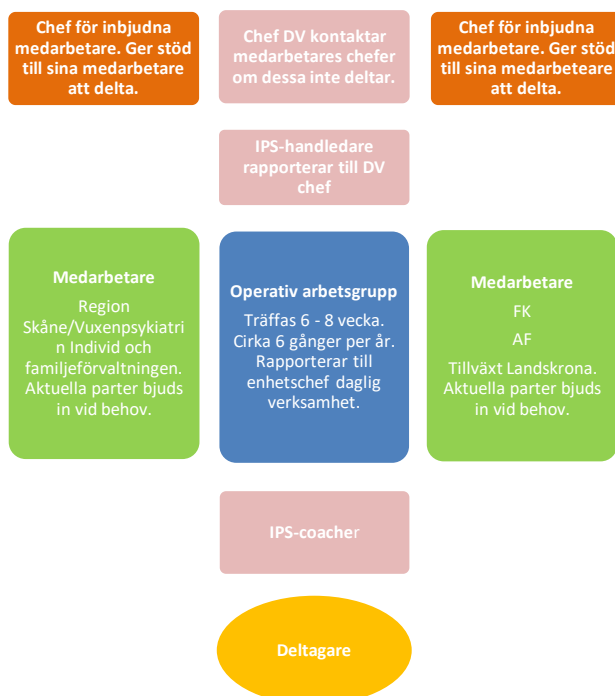 Chef för inbjudna
medarbetare. Ger stöd
till sina medarbetare
att delta.
Chef DV kontaktar
medarbetares chefer
om dessa inte deltar.
Chef för inbjudna
medarbetare. Ger stöd
till sina medarbeteare
att delta.
IPS-handledare
rapporterar till DV
chef
Medarbetare
Region
Skåne/Vuxenpsykiatri
n Individ och
familjeförvaltningen.
Aktuella parter bjuds
in vid behov.
Operativ arbetsgrupp
Träffas 6 - 8 vecka.
Cirka 6 gånger per år.
Rapporterar till
enhetschef daglig
verksamhet.
Medarbetare
FK
AF
Tillväxt Landskrona.
Aktuella parter bjuds
in vid behov.
IPS-coacher
Deltagare